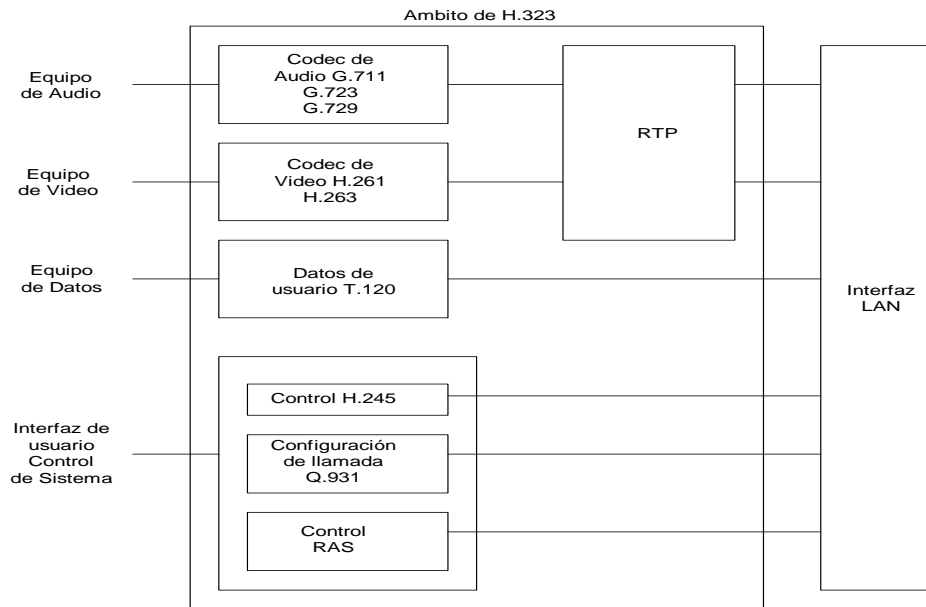 Ambito de H.323
Equipo
de Audio
Codec de
Audio G.711
G.723
G.729
RTP
Equipo
de Video
Codec de
Video H.261
H.263
Equipo
de Datos
Datos de
usuario T.120
Interfaz
LAN
Interfaz de
usuario
Control
de Sistema
Control H.245
Configuración
de llamada
Q.931
Control
RAS